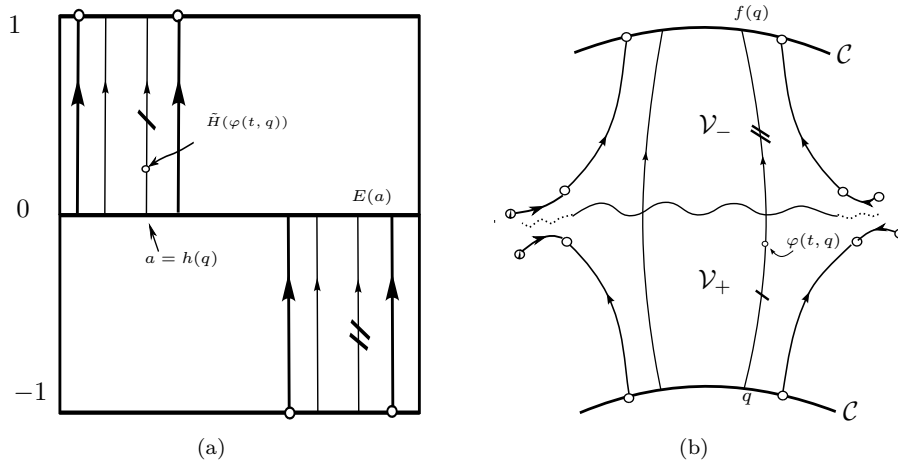 1
H̃(φ(t, q))
0
E(a)
a = h(q)
−1
(a)
f(q)
𝒞
𝒱−
φ(t, q)
𝒱+
q
𝒞
(b)